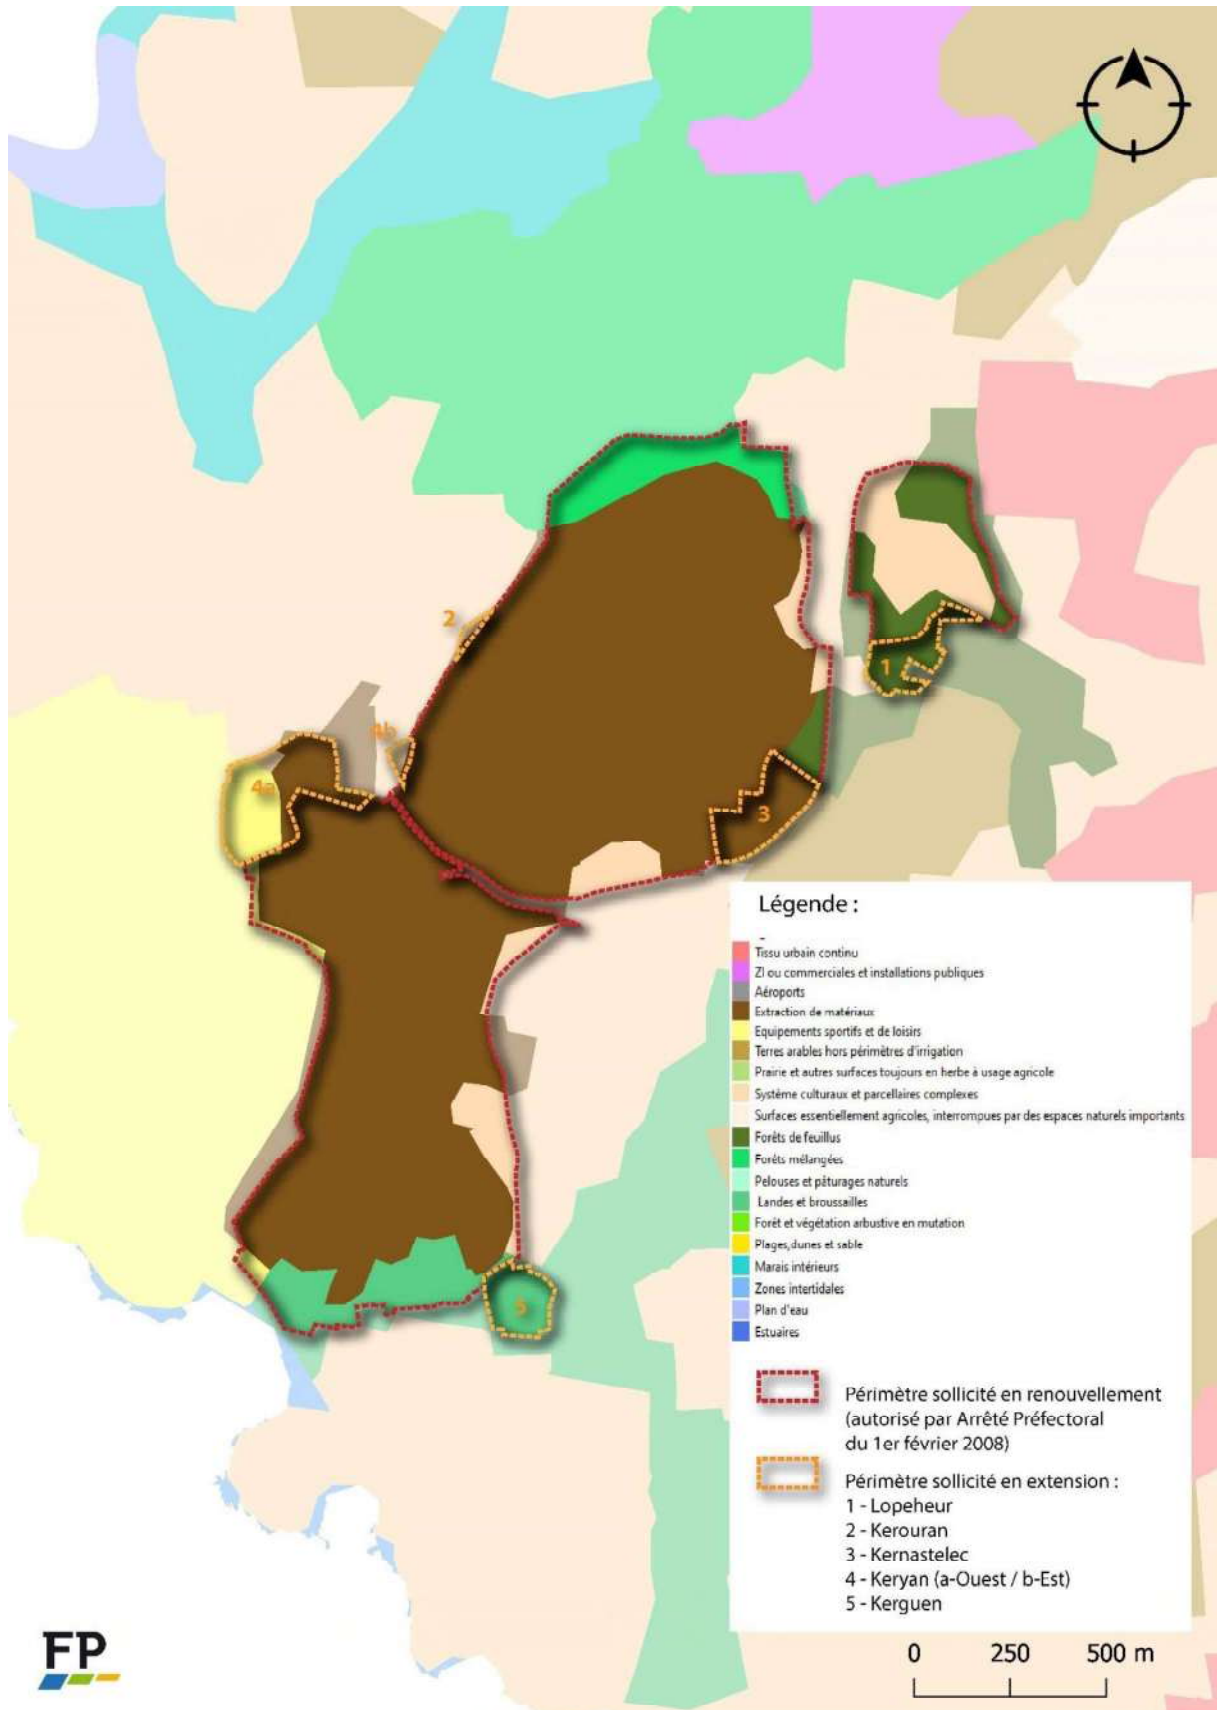 2
1
4b
4a
3
5
Légende :
Tissu urbain continu
ZI ou commerciales et installations publiques
Aéroports
Extraction de matériaux
Equipements sportifs et de loisirs
Terres arables hors périmètres d'irrigation
Prairie et autres surfaces toujours en herbe à usage agricole
Système culturaux et parcellaires complexes
Surfaces essentiellement agricoles, interrompues par des espaces naturels importants
Forêts de feuillus
Forêts mélangées
Pelouses et pâturages naturels
Landes et broussailles
Forêt et végétation arbustive en mutation
Plages,dunes et sable
Marais intérieurs
Zones intertidales
Plan d'eau
Estuaires
Périmètre sollicité en renouvellement
(autorisé par Arrêté Préfectoral
du 1er février 2008)
Périmètre sollicité en extension :
1 - Lopeheur
2 - Kerouran
3 - Kernastelec
4 - Keryan (a-Ouest / b-Est)
5 - Kerguen
FP
0 250 500 m